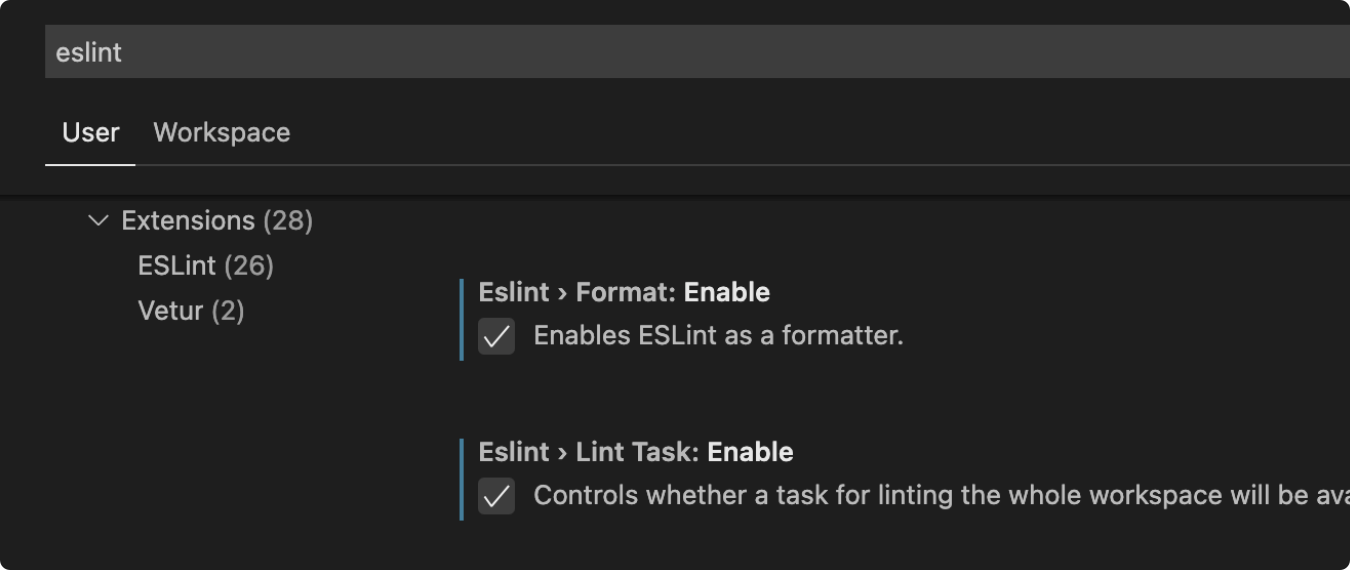 eslint
User Workspace
Extensions (28)
ESLint (26)
Vetur (2)
Eslint › Format: Enable
Enables ESLint as a formatter.
Eslint › Lint Task: Enable
Controls whether a task for linting the whole workspace will be